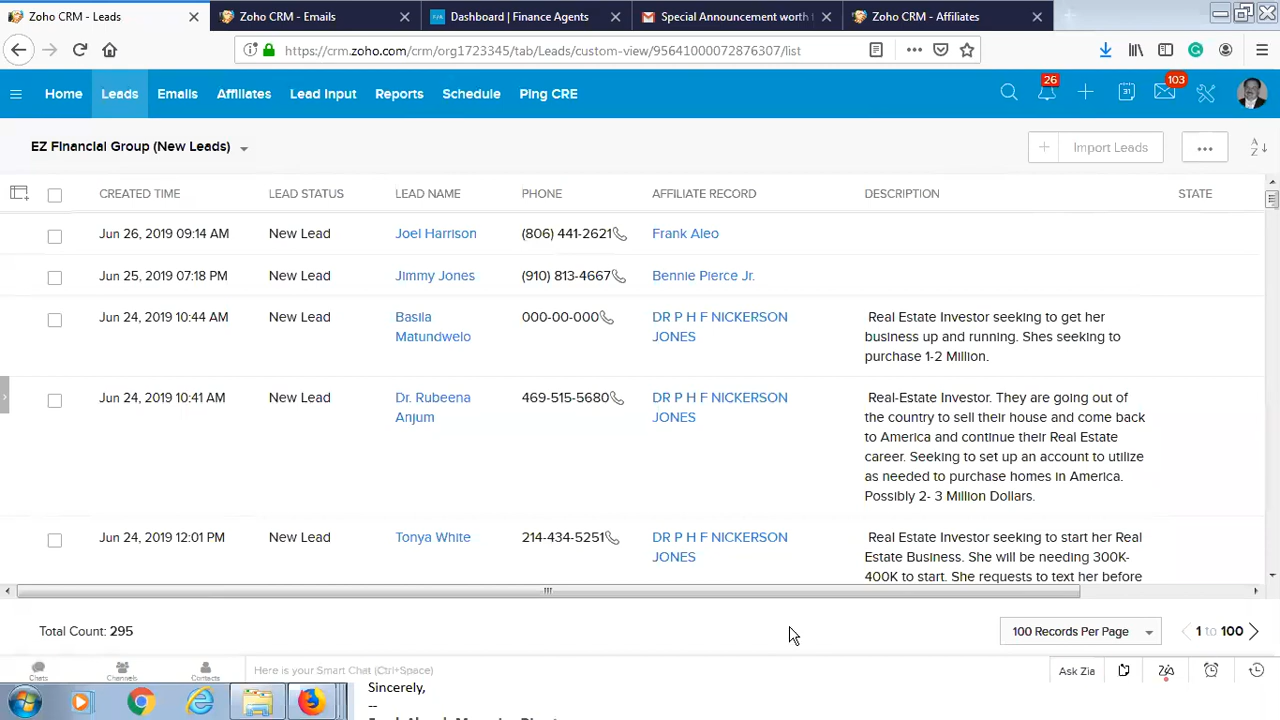 Zoho CRM - Leads
Zoho CRM - Emails
Dashboard | Finance Agents
Special Announcement worth
Zoho CRM - Affiliates
https://crm.zoho.com/crm/org1723345/tab/Leads/custom-view/95641000072876307/list
Home
Leads
Emails
Affiliates
Lead Input
Reports
Schedule
Ping CRE
26
31
103
EZ Financial Group (New Leads)
+ Import Leads
...
A
Z
CREATED TIME
LEAD STATUS
LEAD NAME
PHONE
AFFILIATE RECORD
DESCRIPTION
STATE
Jun 26, 2019 09:14 AM
New Lead
Joel Harrison
(806) 441-2621
Frank Aleo
Jun 25, 2019 07:18 PM
New Lead
Jimmy Jones
(910) 813-4667
Bennie Pierce Jr.
Jun 24, 2019 10:44 AM
New Lead
Basila
Matundwelo
000-00-000
DR P H F NICKERSON
JONES
Real Estate Investor seeking to get her
business up and running. Shes seeking to
purchase 1-2 Million.
Jun 24, 2019 10:41 AM
New Lead
Dr. Rubeena
Anjum
469-515-5680
DR P H F NICKERSON
JONES
Real-Estate Investor. They are going out of
the country to sell their house and come back
to America and continue their Real Estate
career. Seeking to set up an account to utilize
as needed to purchase homes in America.
Possibly 2- 3 Million Dollars.
Jun 24, 2019 12:01 PM
New Lead
Tonya White
214-434-5251
DR P H F NICKERSON
JONES
Real Estate Investor seeking to start her Real
Estate Business. She will be needing 300K-
400K to start. She requests to text her before
Total Count: 295
100 Records Per Page
1 to 100
Chats
Channels
Contacts
Here is your Smart Chat (Ctrl+Space)
Ask Zia
Sincerely,
--